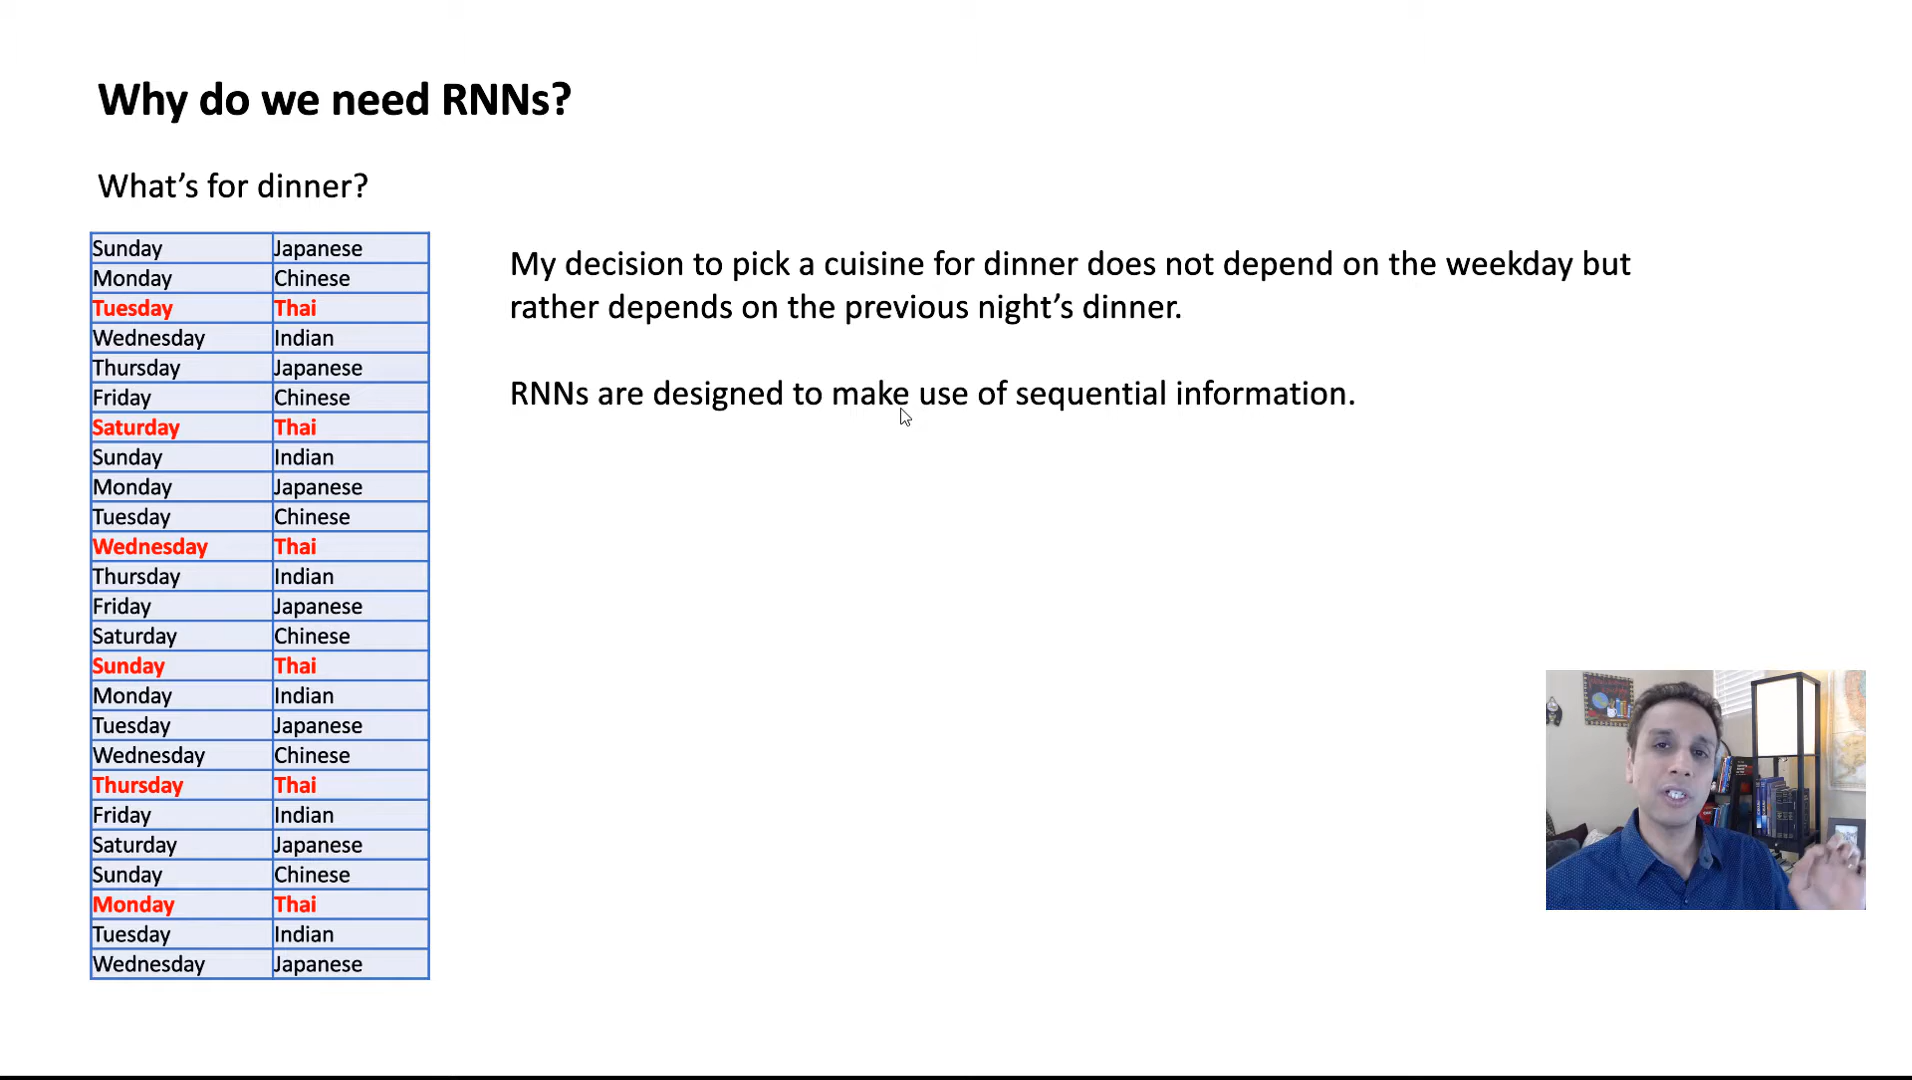 Why do we need RNNs?
What's for dinner?
Sunday Japanese
Monday Chinese
Tuesday Thai
Wednesday Indian
Thursday Japanese
Friday Chinese
Saturday Thai
Sunday Indian
Monday Japanese
Tuesday Chinese
Wednesday Thai
Thursday Indian
Friday Japanese
Saturday Chinese
Sunday Thai
Monday Indian
Tuesday Japanese
Wednesday Chinese
Thursday Thai
Friday Indian
Saturday Japanese
Sunday Chinese
Monday Thai
Tuesday Indian
Wednesday Japanese
My decision to pick a cuisine for dinner does not depend on the weekday but
rather depends on the previous night's dinner.
RNNs are designed to make use of sequential information.